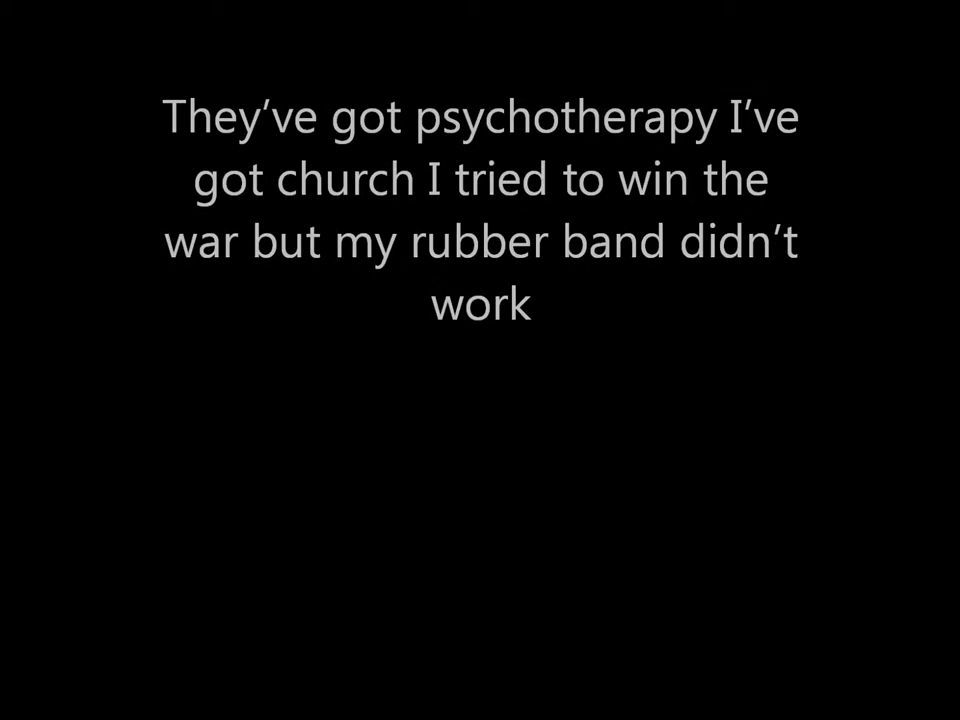 They’ve got psychotherapy I’ve
got church I tried to win the
war but my rubber band didn’t
work